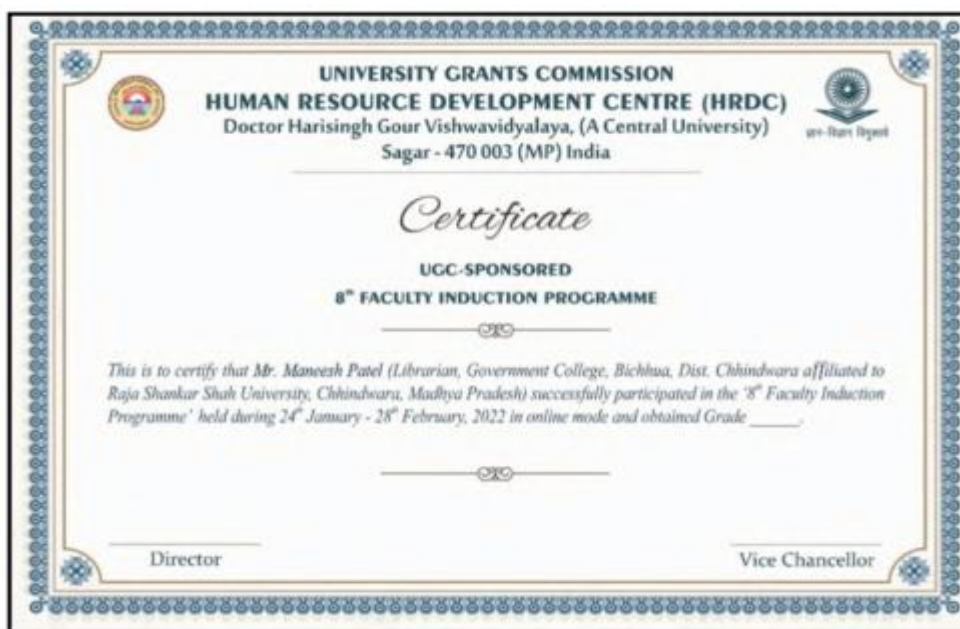 UNIVERSITY GRANTS COMMISSION
HUMAN RESOURCE DEVELOPMENT CENTRE (HRDC)
Doctor Harisingh Gour Vishwavidyalaya, (A Central University)
Sagar - 470 003 (MP) India
ज्ञान-विज्ञान विमुक्तये
Certificate
UGC-SPONSORED
8th FACULTY INDUCTION PROGRAMME
This is to certify that Mr. Maneesh Patel (Librarian, Government College, Bichhua, Dist. Chhindwara affiliated to
Raja Shankar Shah University, Chhindwara, Madhya Pradesh) successfully participated in the '8th Faculty Induction
Programme' held during 24th January - 28th February, 2022 in online mode and obtained Grade ______.
Director
Vice Chancellor